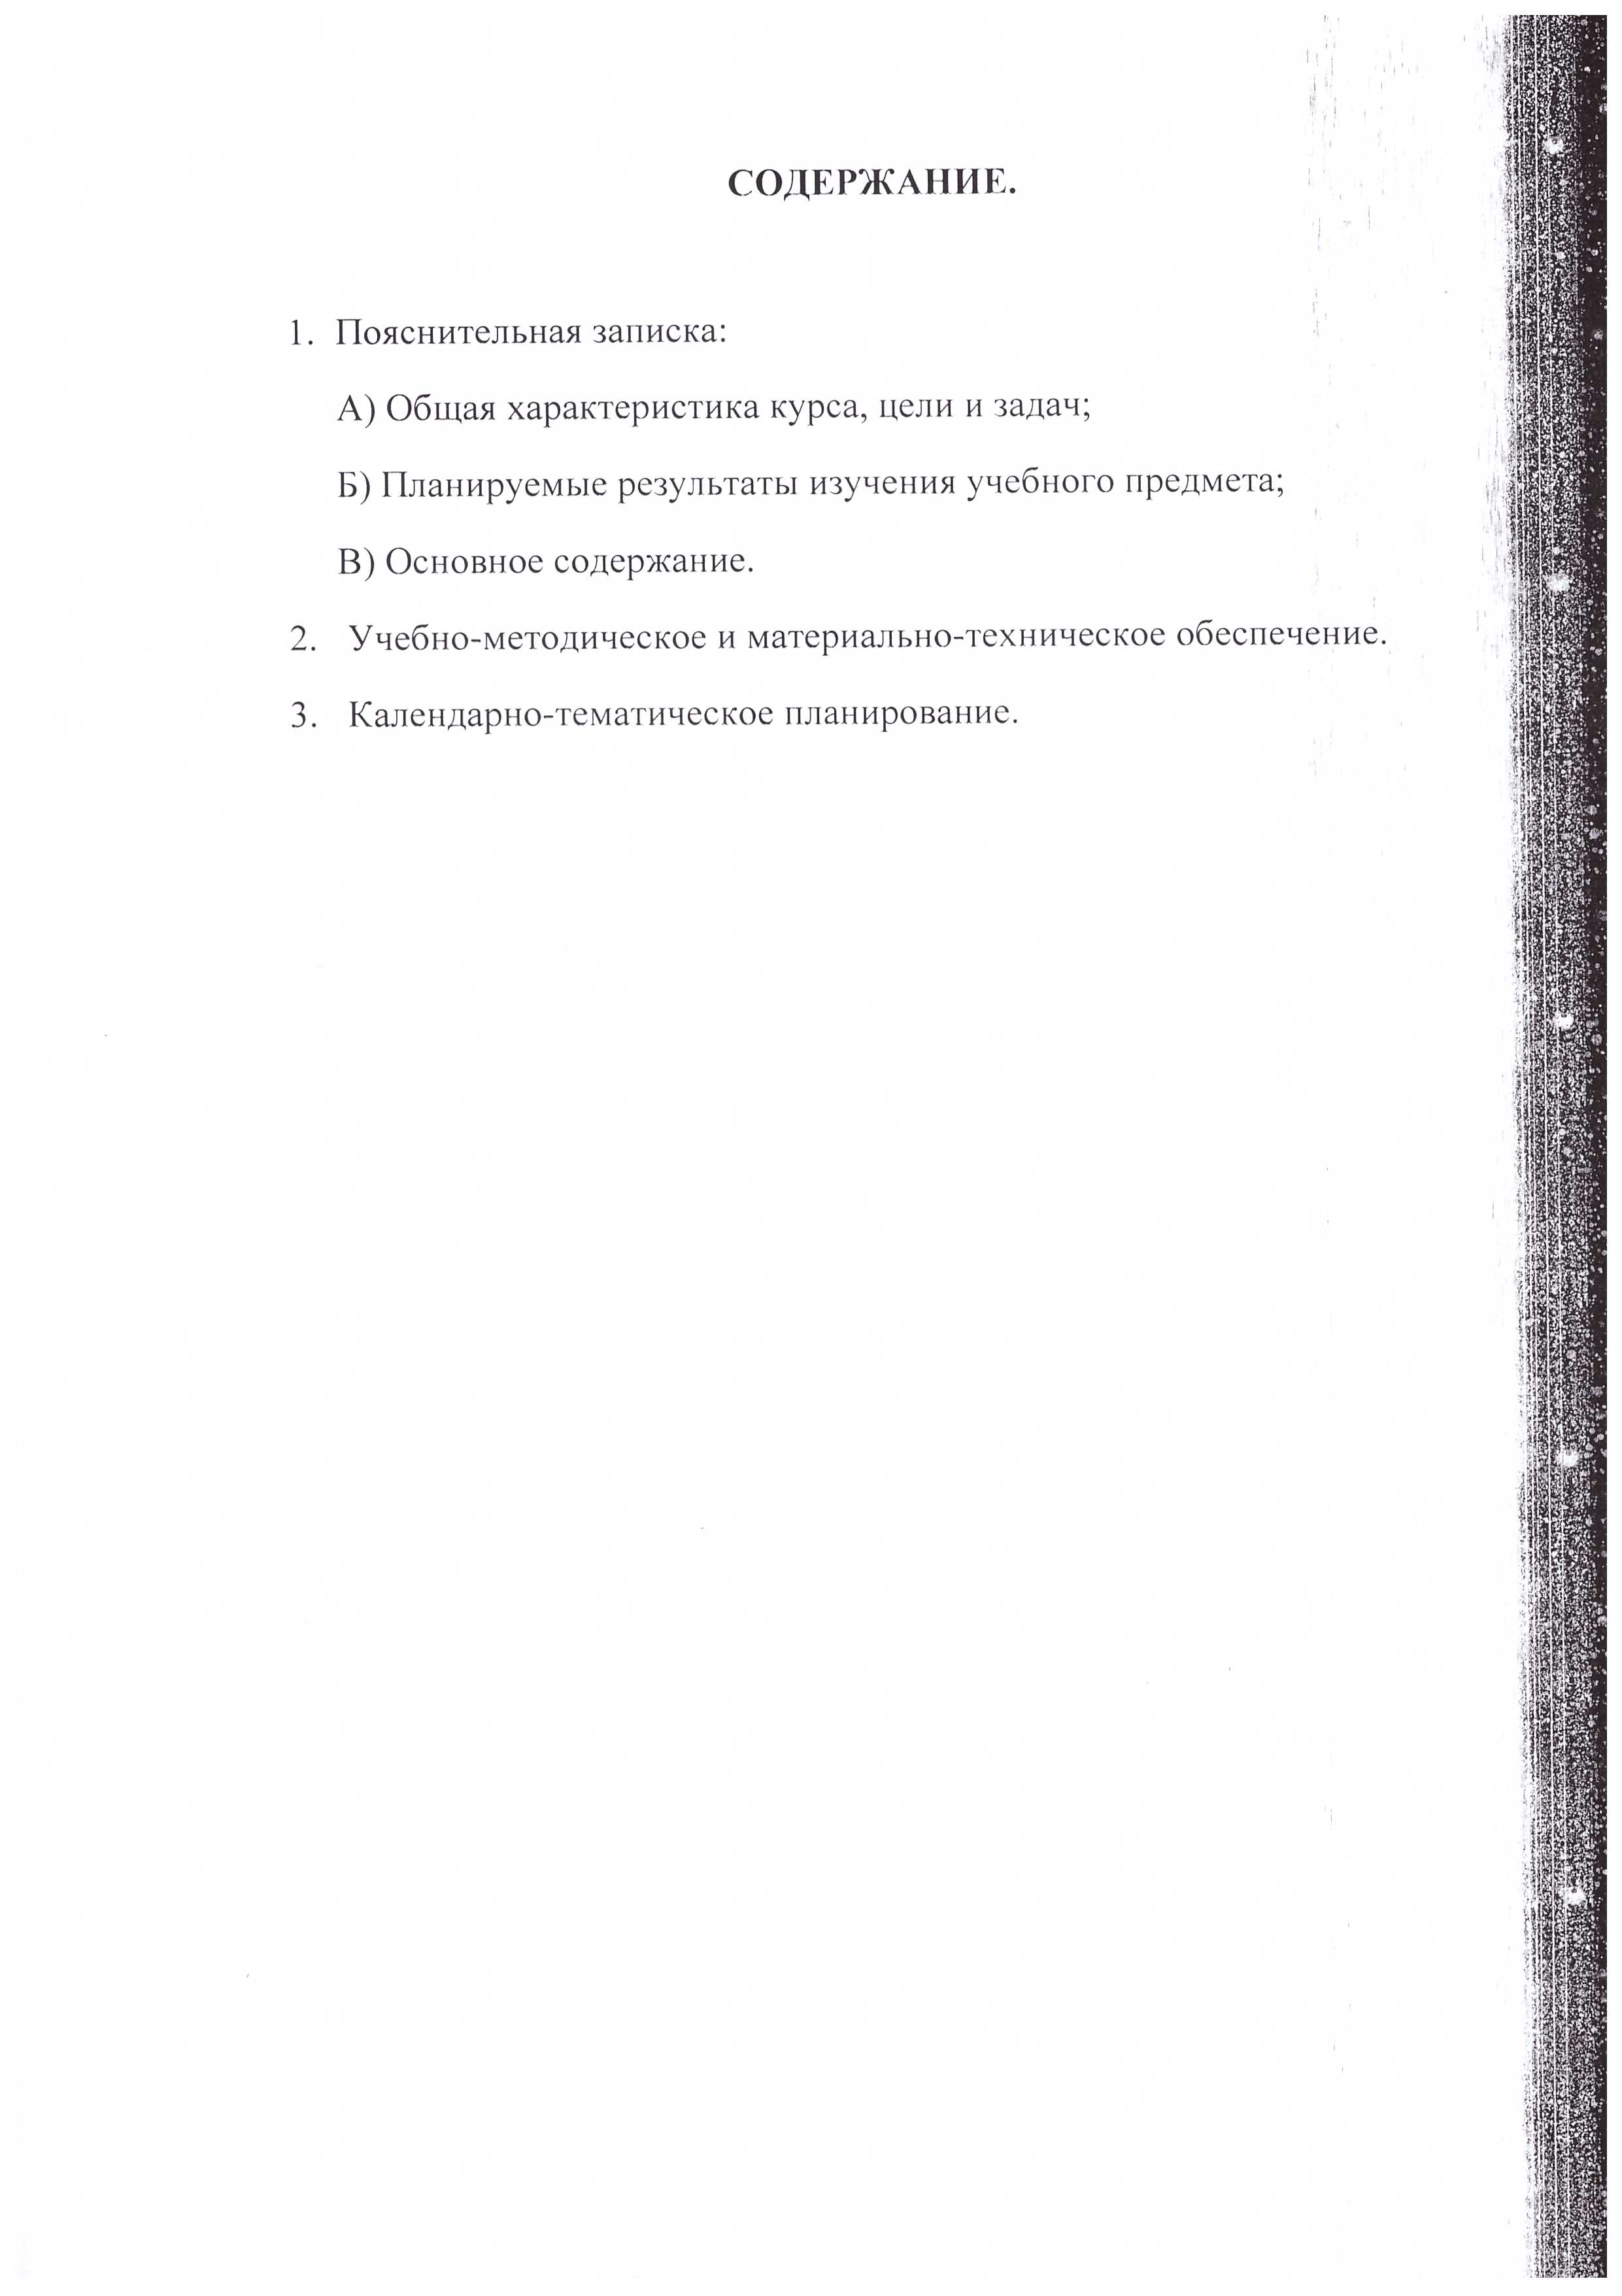 СОДЕРЖАНИЕ.
1. Пояснительная записка:
А) Общая характеристика курса, цели и задач;
Б) Планируемые результаты изучения учебного предмета;
В) Основное содержание.
2. Учебно-методическое и материально-техническое обеспечение.
3. Календарно-тематическое планирование.